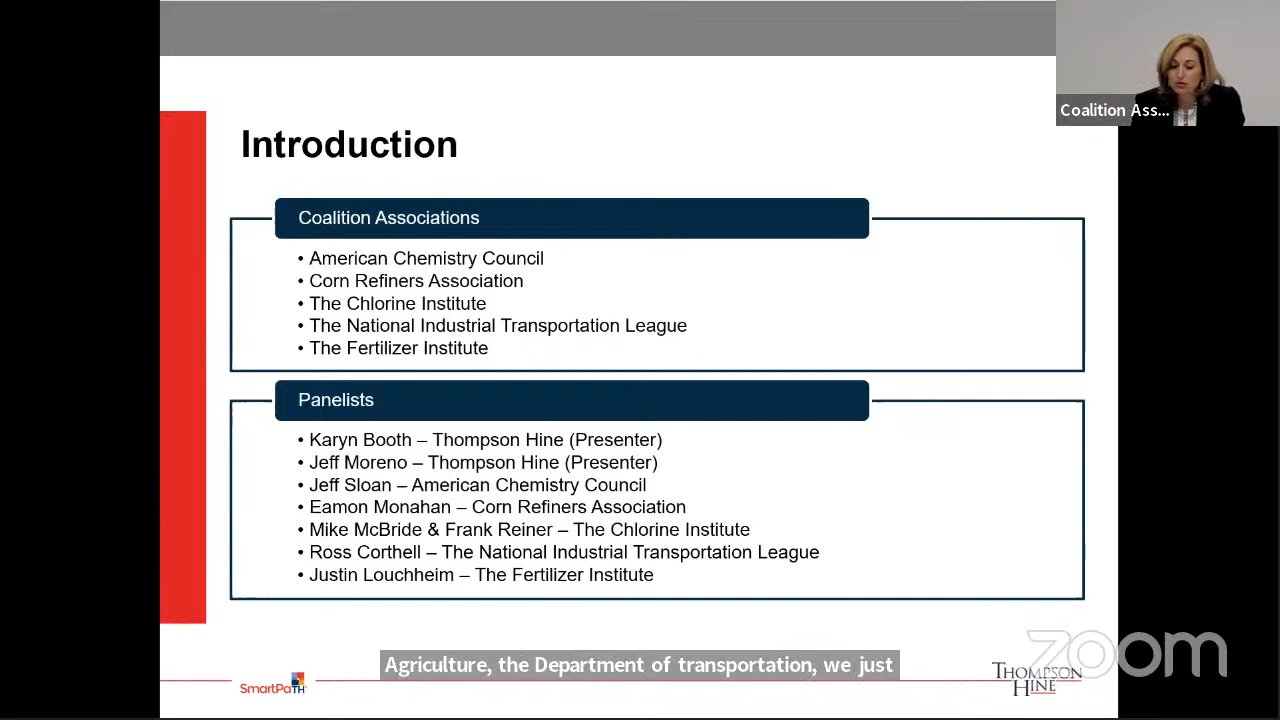 Coalition Ass...
Introduction
Coalition Associations
• American Chemistry Council
• Corn Refiners Association
• The Chlorine Institute
• The National Industrial Transportation League
• The Fertilizer Institute
Panelists
• Karyn Booth – Thompson Hine (Presenter)
• Jeff Moreno – Thompson Hine (Presenter)
• Jeff Sloan – American Chemistry Council
• Eamon Monahan – Corn Refiners Association
• Mike McBride & Frank Reiner – The Chlorine Institute
• Ross Corthell – The National Industrial Transportation League
• Justin Louchheim – The Fertilizer Institute
Agriculture, the Department of transportation, we just
SmartPaTH
THOMPSON
HINE
zoom